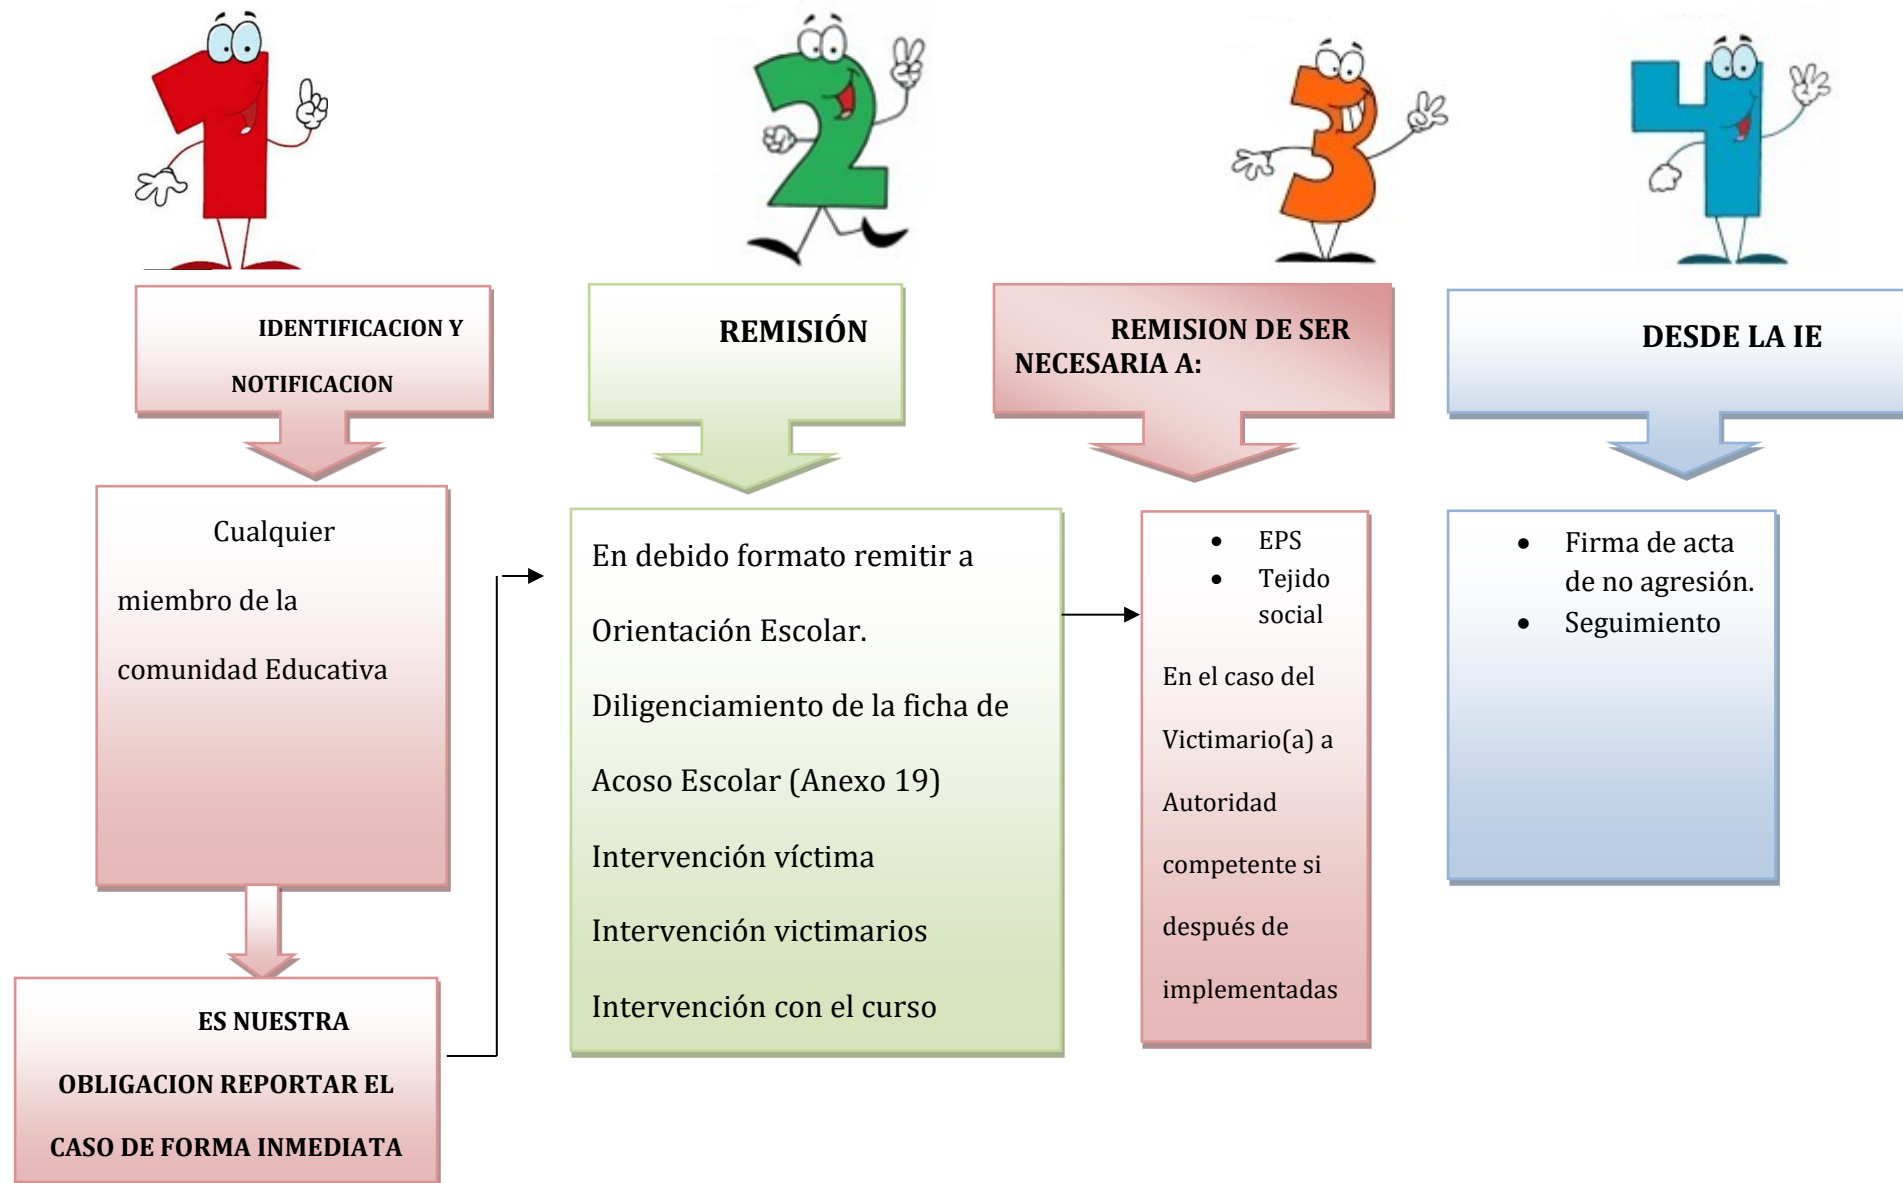 IDENTIFICACION Y
NOTIFICACION
Cualquier
miembro de la
comunidad Educativa
ES NUESTRA
OBLIGACION REPORTAR EL
CASO DE FORMA INMEDIATA
REMISIÓN
En debido formato remitir a
Orientación Escolar.
Diligenciamiento de la ficha de
Acoso Escolar (Anexo 19)
Intervención víctima
Intervención victimarios
Intervención con el curso
REMISION DE SER
NECESARIA A:
• EPS
• Tejido
social
En el caso del
Victimario(a) a
Autoridad
competente si
después de
implementadas
DESDE LA IE
• Firma de acta
de no agresión.
• Seguimiento